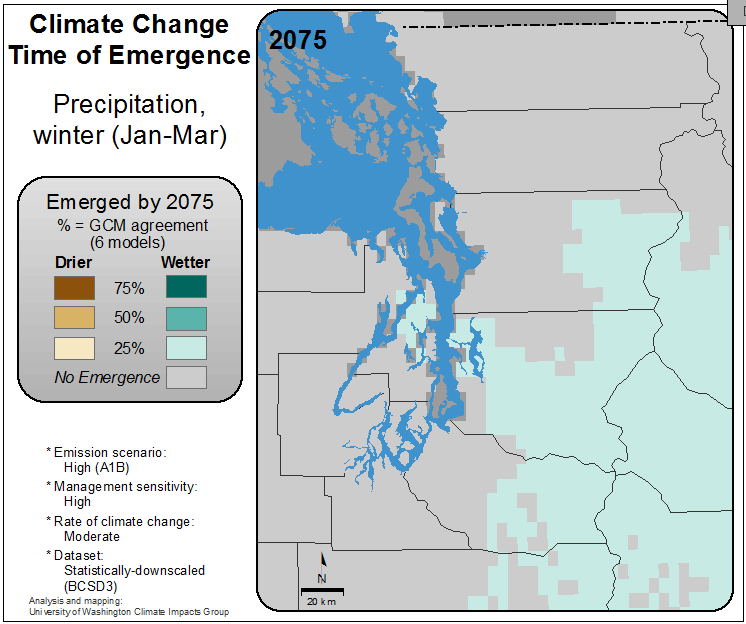 Climate Change
Time of Emergence
Precipitation,
winter (Jan-Mar)
Emerged by 2075
% = GCM agreement
(6 models)
Drier Wetter
75%
50%
25%
No Emergence
* Emission scenario:
High (A1B)
* Management sensitivity:
High
* Rate of climate change:
Moderate
* Dataset:
Statistically-downscaled
(BCSD3)
Analysis and mapping:
University of Washington Climate Impacts Group
2075
N
20 km